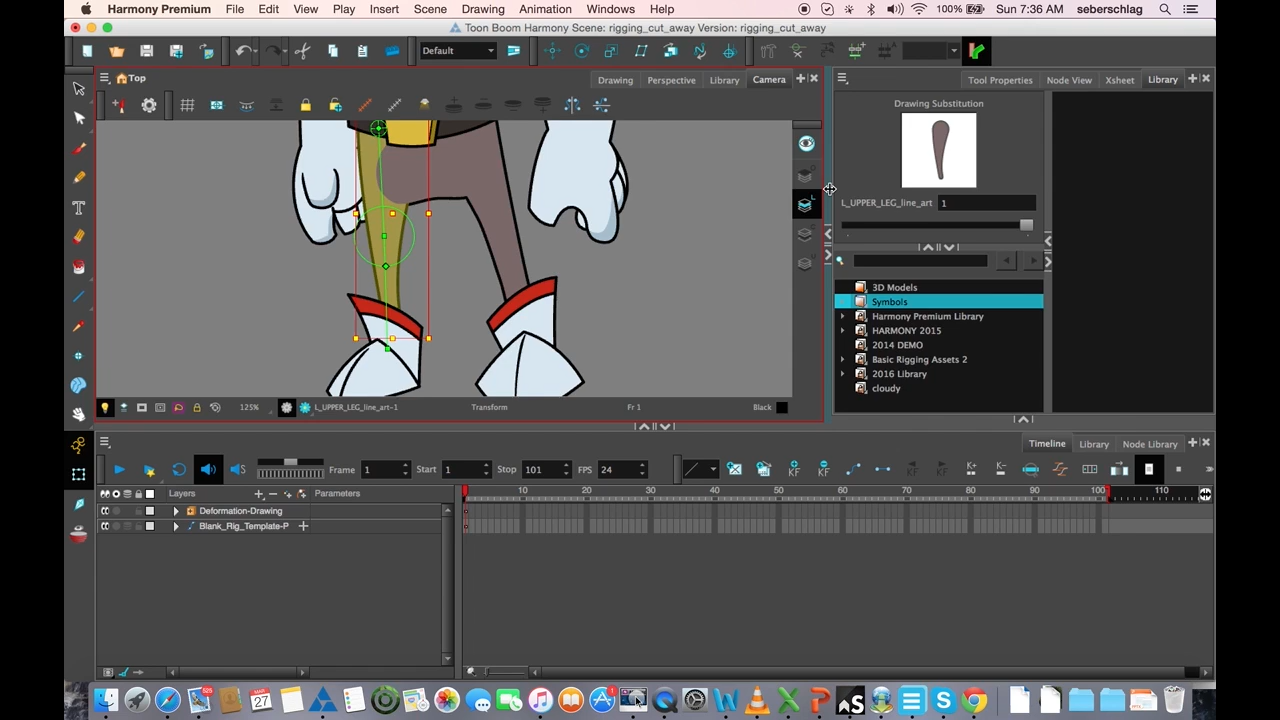 Harmony Premium File Edit View Play Insert Scene Drawing Animation Windows Help 100% Sun 7:36 AM seberschlag
Toon Boom Harmony Scene: rigging_cut_away Version: rigging_cut_away
Default
Top Drawing Perspective Library Camera Tool Properties Node View Xsheet Library
Drawing Substitution
L_UPPER_LEG_line_art 1
3D Models
Symbols
Harmony Premium Library
HARMONY 2015
2014 DEMO
Basic Rigging Assets 2
2016 Library
cloudy
125% L_UPPER_LEG_line_art-1 Transform Fr 1 Black
Timeline Library Node Library
Frame 1 Start 1 Stop 101 FPS 24 KF KF KF KF
Layers Parameters 10 20 30 40 50 60 70 80 90 100 110
Deformation-Drawing
Blank_Rig_Template-P